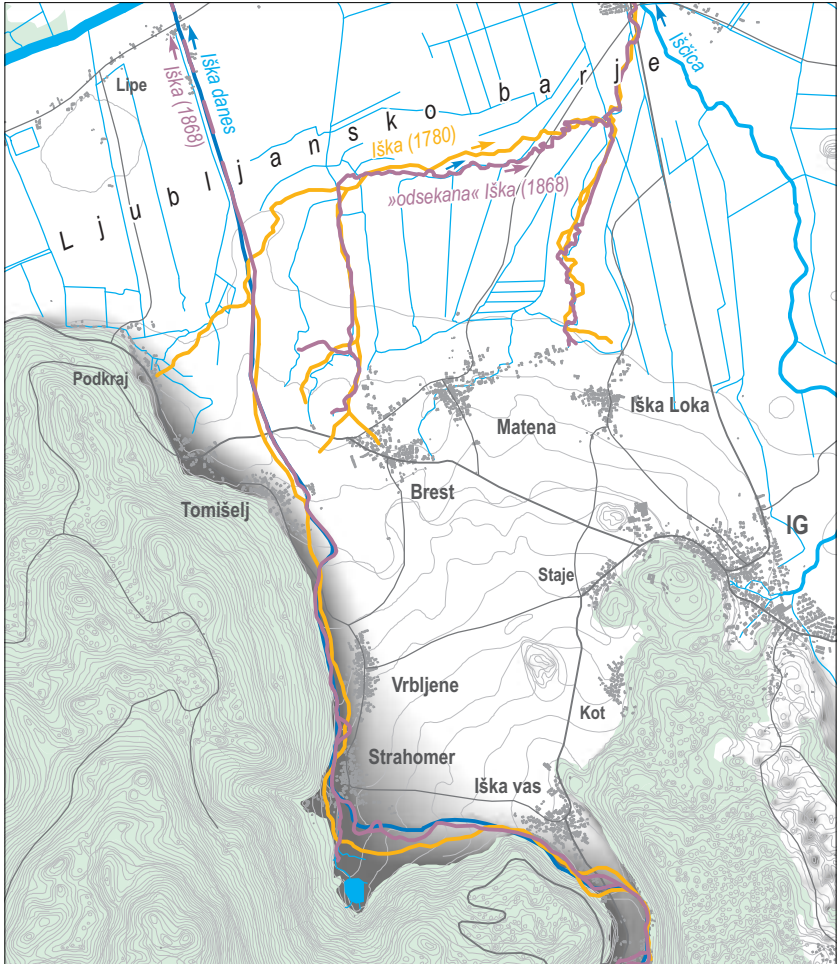 Iška (1868)
Iška danes
Iščica
Lipe
Ljubljansko barje
Iška (1780)
»odsekana« Iška (1868)
Podkraj
Matena
Iška Loka
Brest
Tomišelj
IG
Staje
Vrbljene
Kot
Strahomer
Iška vas